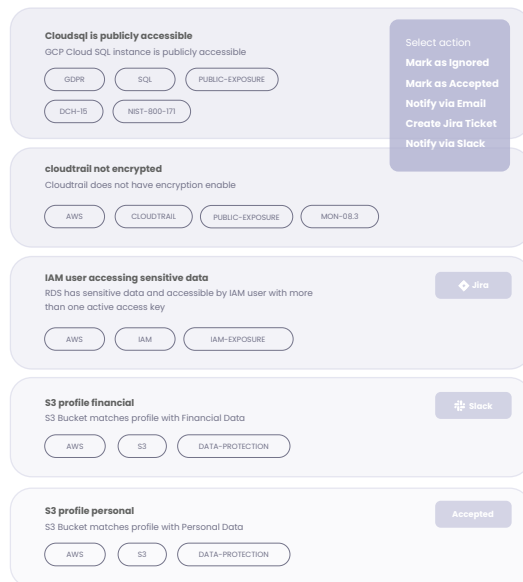 Cloudsql is publicly accessible
GCP Cloud SQL instance is publicly accessible
GDPR SQL PUBLIC-EXPOSURE
DCH-15 NIST-800-171
Select action
Mark as Ignored
Mark as Accepted
Notify via Email
Create Jira Ticket
Notify via Slack
cloudtrail not encrypted
Cloudtrail does not have encryption enable
AWS CLOUDTRAIL PUBLIC-EXPOSURE MON-08.3
IAM user accessing sensitive data
RDS has sensitive data and accessible by IAM user with more
than one active access key
AWS IAM IAM-EXPOSURE
Jira
S3 profile financial
S3 Bucket matches profile with Financial Data
AWS S3 DATA-PROTECTION
Slack
S3 profile personal
S3 Bucket matches profile with Personal Data
AWS S3 DATA-PROTECTION
Accepted